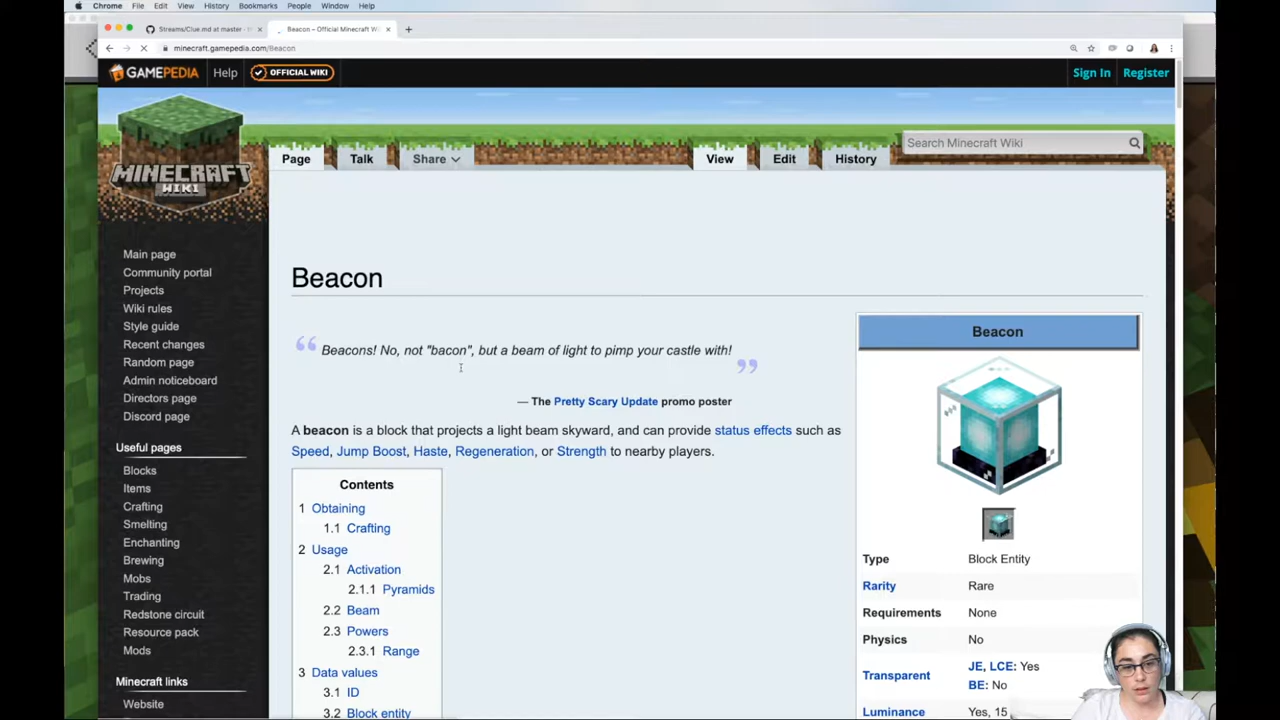 Chrome File Edit View History Bookmarks People Window Help
Streams/Clue.md at master
Beacon – Official Minecraft Wi
minecraft.gamepedia.com/Beacon
GAMEPEDIA Help OFFICIAL WIKI Sign In Register
Search Minecraft Wiki
Page Talk Share View Edit History
MINECRAFT
WIKI
Main page
Community portal
Projects
Wiki rules
Style guide
Recent changes
Random page
Admin noticeboard
Directors page
Discord page
Useful pages
Blocks
Items
Crafting
Smelting
Enchanting
Brewing
Mobs
Trading
Redstone circuit
Resource pack
Mods
Minecraft links
Website
Beacon
“ Beacons! No, not "bacon", but a beam of light to pimp your castle with! ”
— The Pretty Scary Update promo poster
A beacon is a block that projects a light beam skyward, and can provide status effects such as
Speed, Jump Boost, Haste, Regeneration, or Strength to nearby players.
Contents
1 Obtaining
1.1 Crafting
2 Usage
2.1 Activation
2.1.1 Pyramids
2.2 Beam
2.3 Powers
2.3.1 Range
3 Data values
3.1 ID
3.2 Block entity
Beacon
Type Block Entity
Rarity Rare
Requirements None
Physics No
Transparent JE, LCE: Yes
BE: No
Luminance Yes, 15